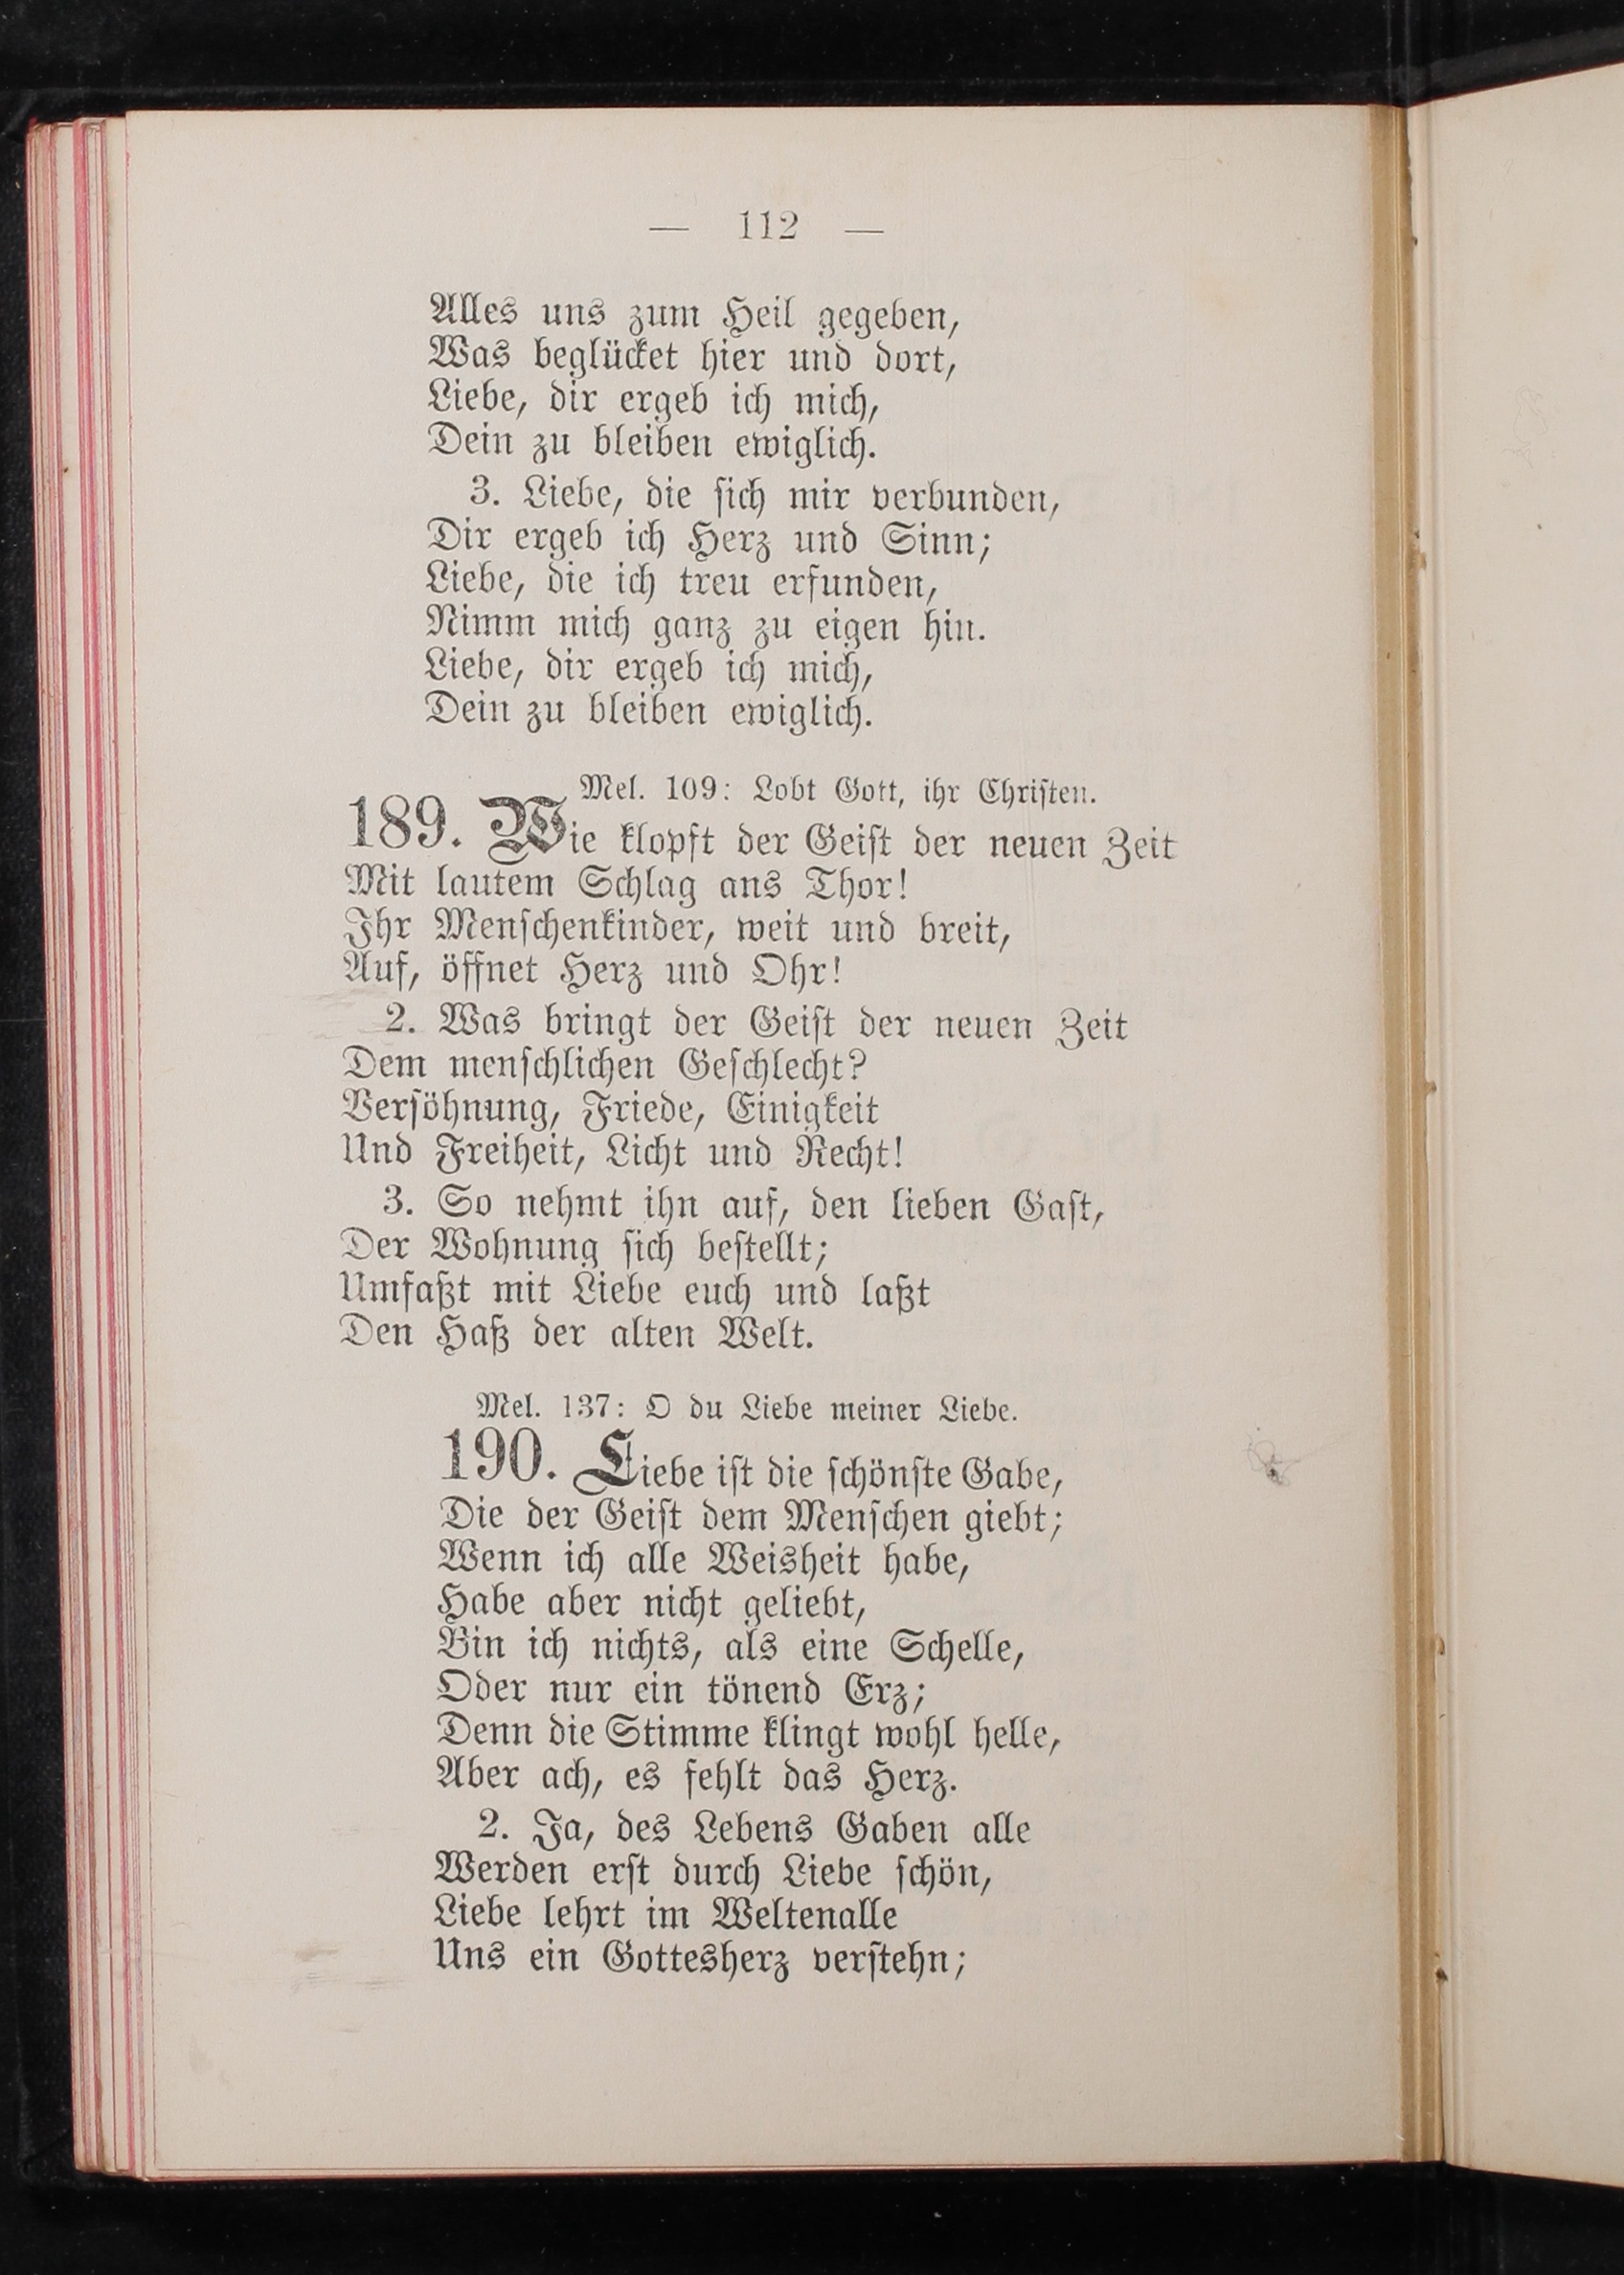 — 112 —
Alles uns zum Heil gegeben,
Was beglücket hier und dort,
Liebe, dir ergeb ich mich,
Dein zu bleiben ewiglich.
3. Liebe, die sich mir verbunden,
Dir ergeb ich Herz und Sinn;
Liebe, die ich treu erfunden,
Nimm mich ganz zu eigen hin.
Liebe, dir ergeb ich mich,
Dein zu bleiben ewiglich.
Mel. 109: Lobt Gott, ihr Christen.
189. Wie klopft der Geist der neuen Zeit
Mit lautem Schlag ans Thor!
Ihr Menschenkinder, weit und breit,
Auf, öffnet Herz und Ohr!
2. Was bringt der Geist der neuen Zeit
Dem menschlichen Geschlecht?
Versöhnung, Friede, Einigkeit
Und Freiheit, Licht und Recht!
3. So nehmt ihn auf, den lieben Gast,
Der Wohnung sich bestellt;
Umfaßt mit Liebe euch und laßt
Den Haß der alten Welt.
Mel. 137: O du Liebe meiner Liebe.
190. Liebe ist die schönste Gabe,
Die der Geist dem Menschen giebt;
Wenn ich alle Weisheit habe,
Habe aber nicht geliebt,
Bin ich nichts, als eine Schelle,
Oder nur ein tönend Erz;
Denn die Stimme klingt wohl helle,
Aber ach, es fehlt das Herz.
2. Ja, des Lebens Gaben alle
Werden erst durch Liebe schön,
Liebe lehrt im Weltenalle
Uns ein Gottesherz verstehn;